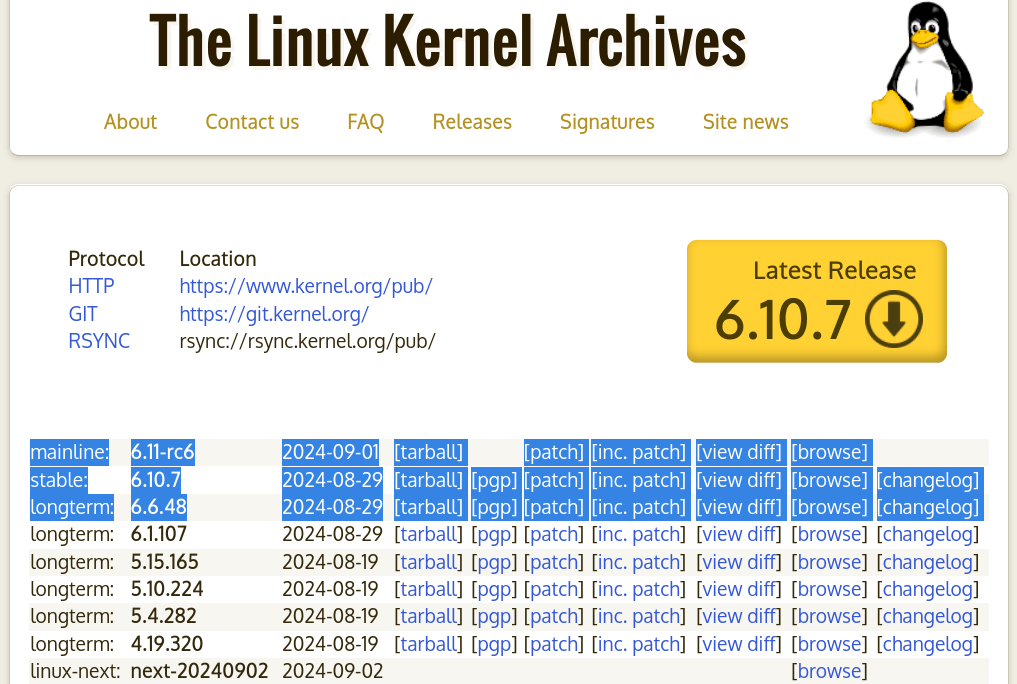 The Linux Kernel Archives
About Contact us FAQ Releases Signatures Site news
Protocol Location
HTTP https://www.kernel.org/pub/
GIT https://git.kernel.org/
RSYNC rsync://rsync.kernel.org/pub/
Latest Release
6.10.7
mainline: 6.11-rc6 2024-09-01 [tarball] [patch] [inc. patch] [view diff] [browse]
stable: 6.10.7 2024-08-29 [tarball] [pgp] [patch] [inc. patch] [view diff] [browse] [changelog]
longterm: 6.6.48 2024-08-29 [tarball] [pgp] [patch] [inc. patch] [view diff] [browse] [changelog]
longterm: 6.1.107 2024-08-29 [tarball] [pgp] [patch] [inc. patch] [view diff] [browse] [changelog]
longterm: 5.15.165 2024-08-19 [tarball] [pgp] [patch] [inc. patch] [view diff] [browse] [changelog]
longterm: 5.10.224 2024-08-19 [tarball] [pgp] [patch] [inc. patch] [view diff] [browse] [changelog]
longterm: 5.4.282 2024-08-19 [tarball] [pgp] [patch] [inc. patch] [view diff] [browse] [changelog]
longterm: 4.19.320 2024-08-19 [tarball] [pgp] [patch] [inc. patch] [view diff] [browse] [changelog]
linux-next: next-20240902 2024-09-02 [browse]